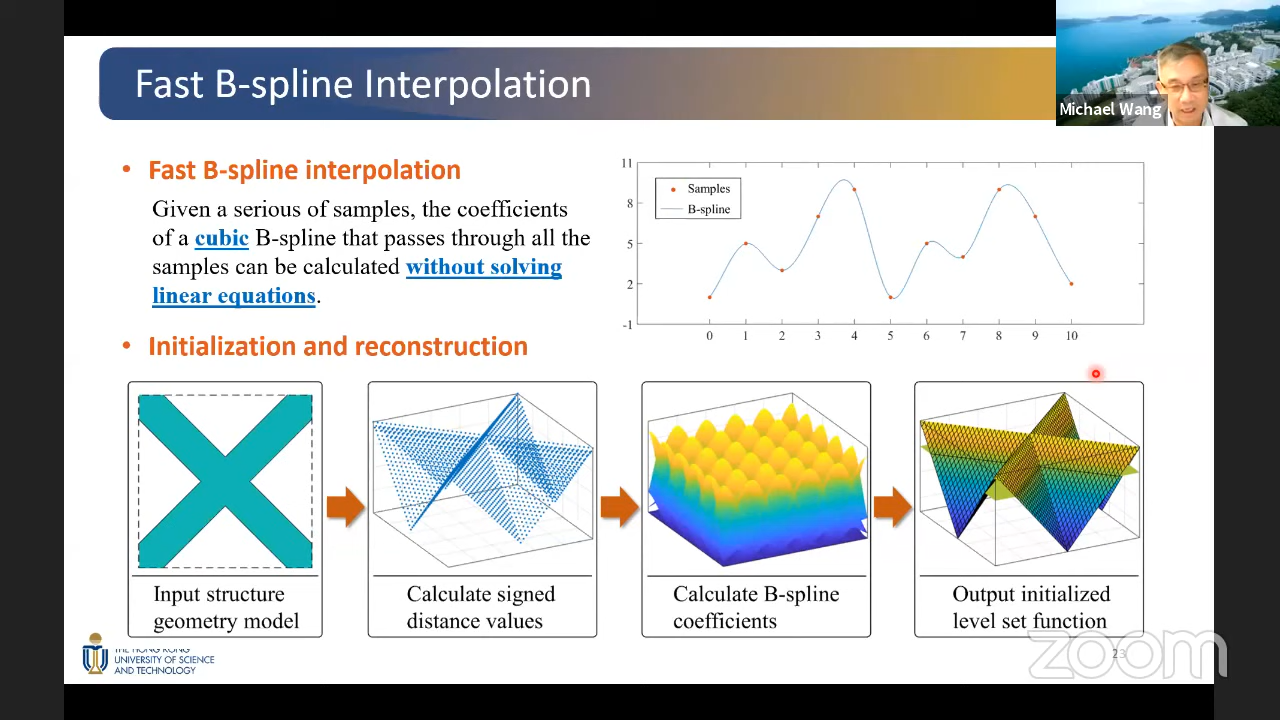 Fast B-spline Interpolation
Michael Wang
• Fast B-spline interpolation
Given a serious of samples, the coefficients
of a cubic B-spline that passes through all the
samples can be calculated without solving
linear equations.
11
8
5
2
-1
Samples
B-spline
0 1 2 3 4 5 6 7 8 9 10
• Initialization and reconstruction
Input structure
geometry model
Calculate signed
distance values
Calculate B-spline
coefficients
Output initialized
level set function
THE HONG KONG
UNIVERSITY OF SCIENCE
AND TECHNOLOGY
23
zoom